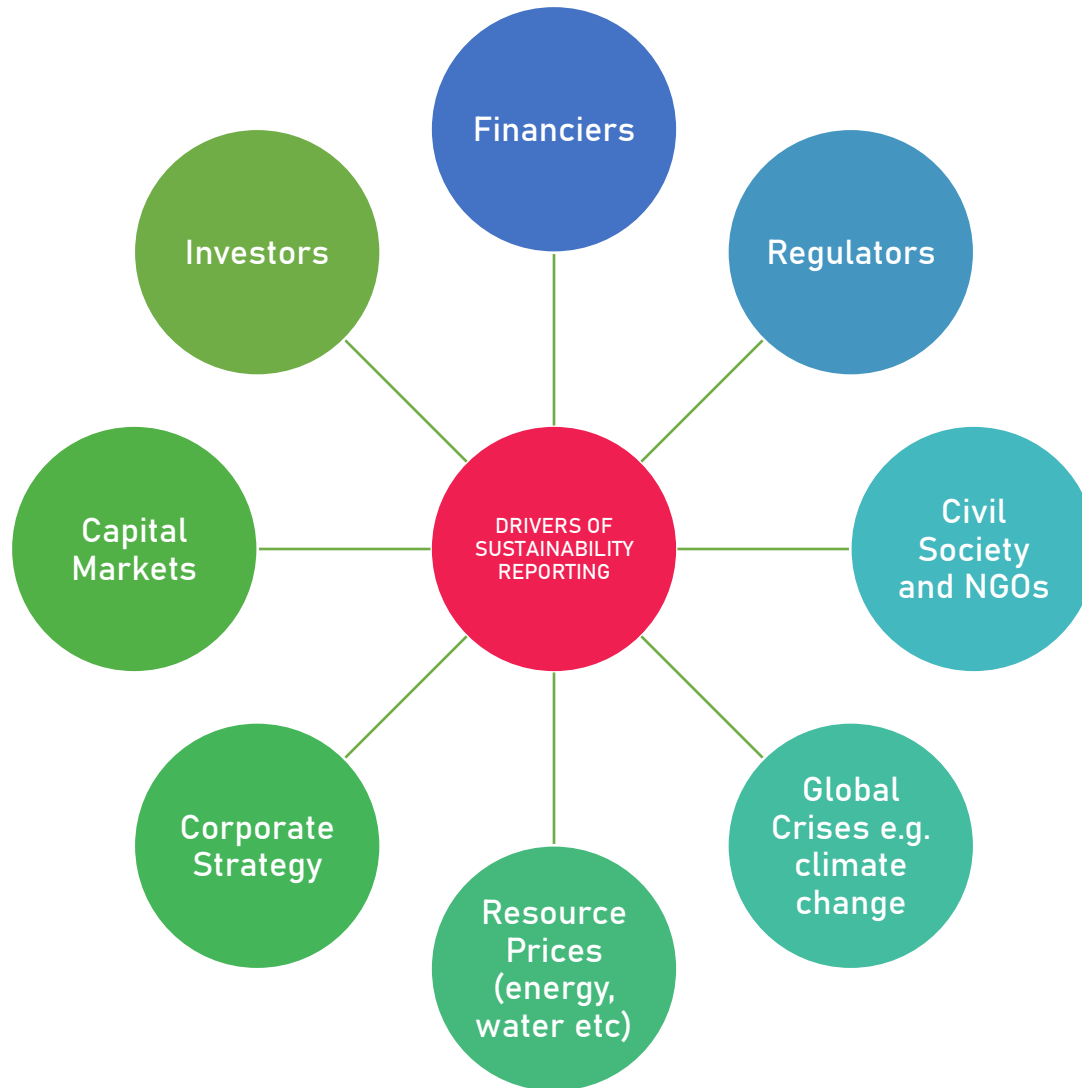 Financiers
Regulators
Civil
Society
and NGOs
Global
Crises e.g.
climate
change
Resource
Prices
(energy,
water etc)
Corporate
Strategy
Capital
Markets
Investors
DRIVERS OF
SUSTAINABILITY
REPORTING